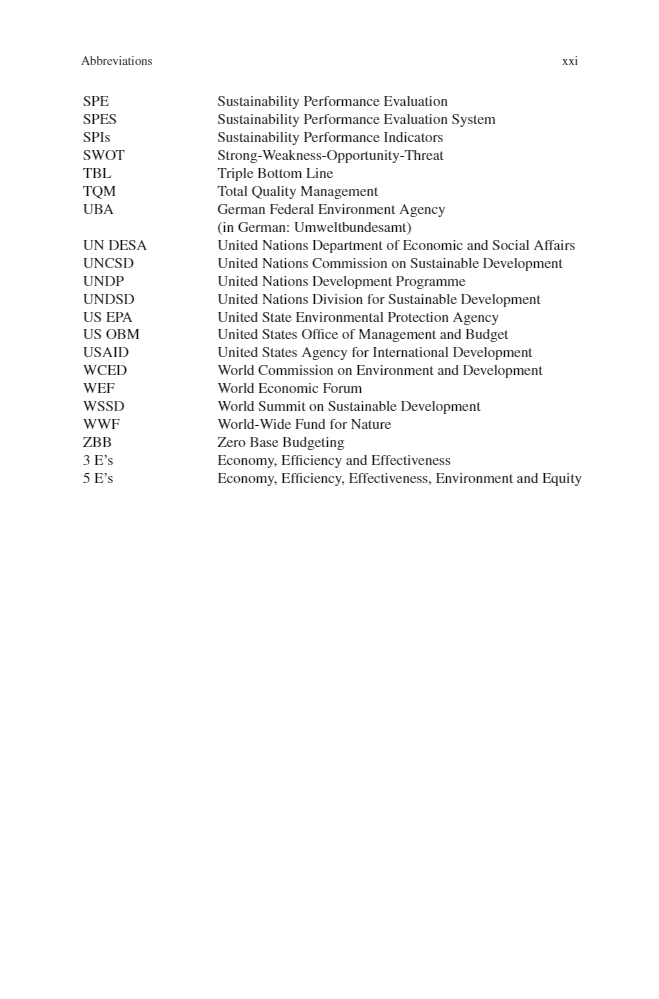 Abbreviations xxi
SPE Sustainability Performance Evaluation
SPES Sustainability Performance Evaluation System
SPIs Sustainability Performance Indicators
SWOT Strong-Weakness-Opportunity-Threat
TBL Triple Bottom Line
TQM Total Quality Management
UBA German Federal Environment Agency
(in German: Umweltbundesamt)
UN DESA United Nations Department of Economic and Social Affairs
UNCSD United Nations Commission on Sustainable Development
UNDP United Nations Development Programme
UNDSD United Nations Division for Sustainable Development
US EPA United State Environmental Protection Agency
US OBM United States Office of Management and Budget
USAID United States Agency for International Development
WCED World Commission on Environment and Development
WEF World Economic Forum
WSSD World Summit on Sustainable Development
WWF World-Wide Fund for Nature
ZBB Zero Base Budgeting
3 E’s Economy, Efficiency and Effectiveness
5 E’s Economy, Efficiency, Effectiveness, Environment and Equity